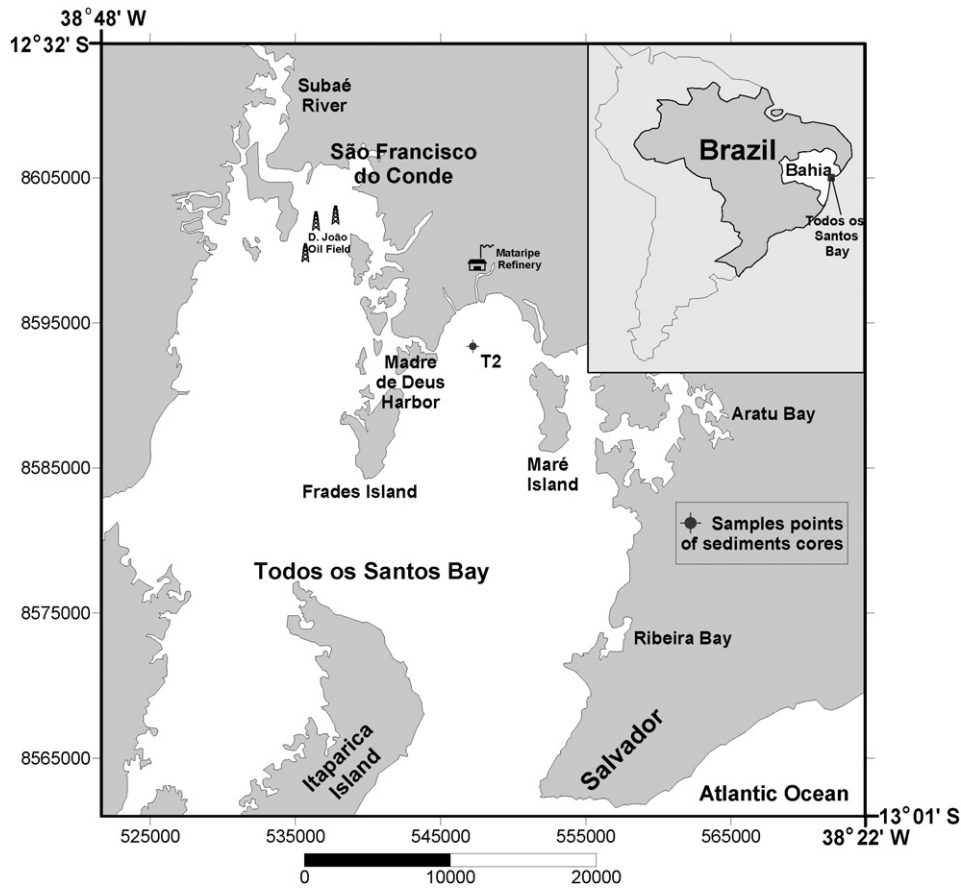 38°48' W
12°32' S
Subaé
River
São Francisco
do Conde
Brazil
Bahia
Todos os
Santos
Bay
8605000
D. João
Oil Field
Mataripe
Refinery
8595000
T2
Madre
de Deus
Harbor
Aratu Bay
8585000
Frades Island
Maré
Island
Samples points
of sediments cores
Todos os Santos Bay
8575000
Ribeira Bay
8565000
Itaparica
Island
Salvador
Atlantic Ocean
13°01' S
525000
535000
545000
555000
565000
38°22' W
0
10000
20000